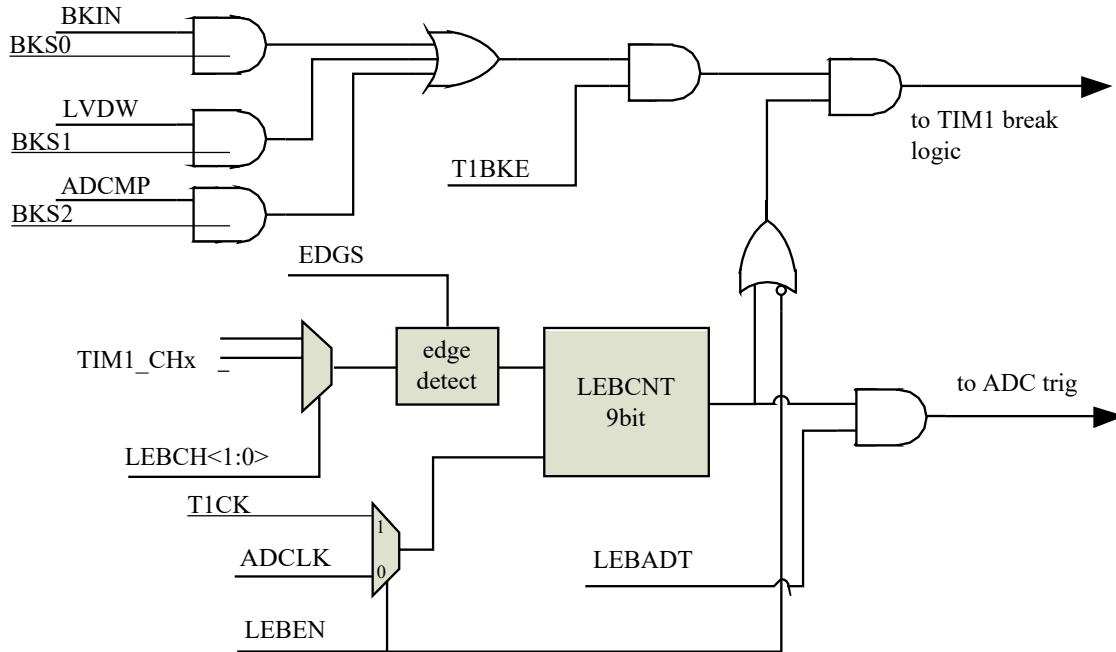 BKIN
BKS0
LVDW
BKS1
ADCMP
BKS2
T1BKE
to TIM1 break
logic
EDGS
TIM1_CHx _
edge
detect
LEBCNT
9bit
to ADC trig
LEBCH<1:0>
T1CK
1
ADCLK
0
LEBADT
LEBEN